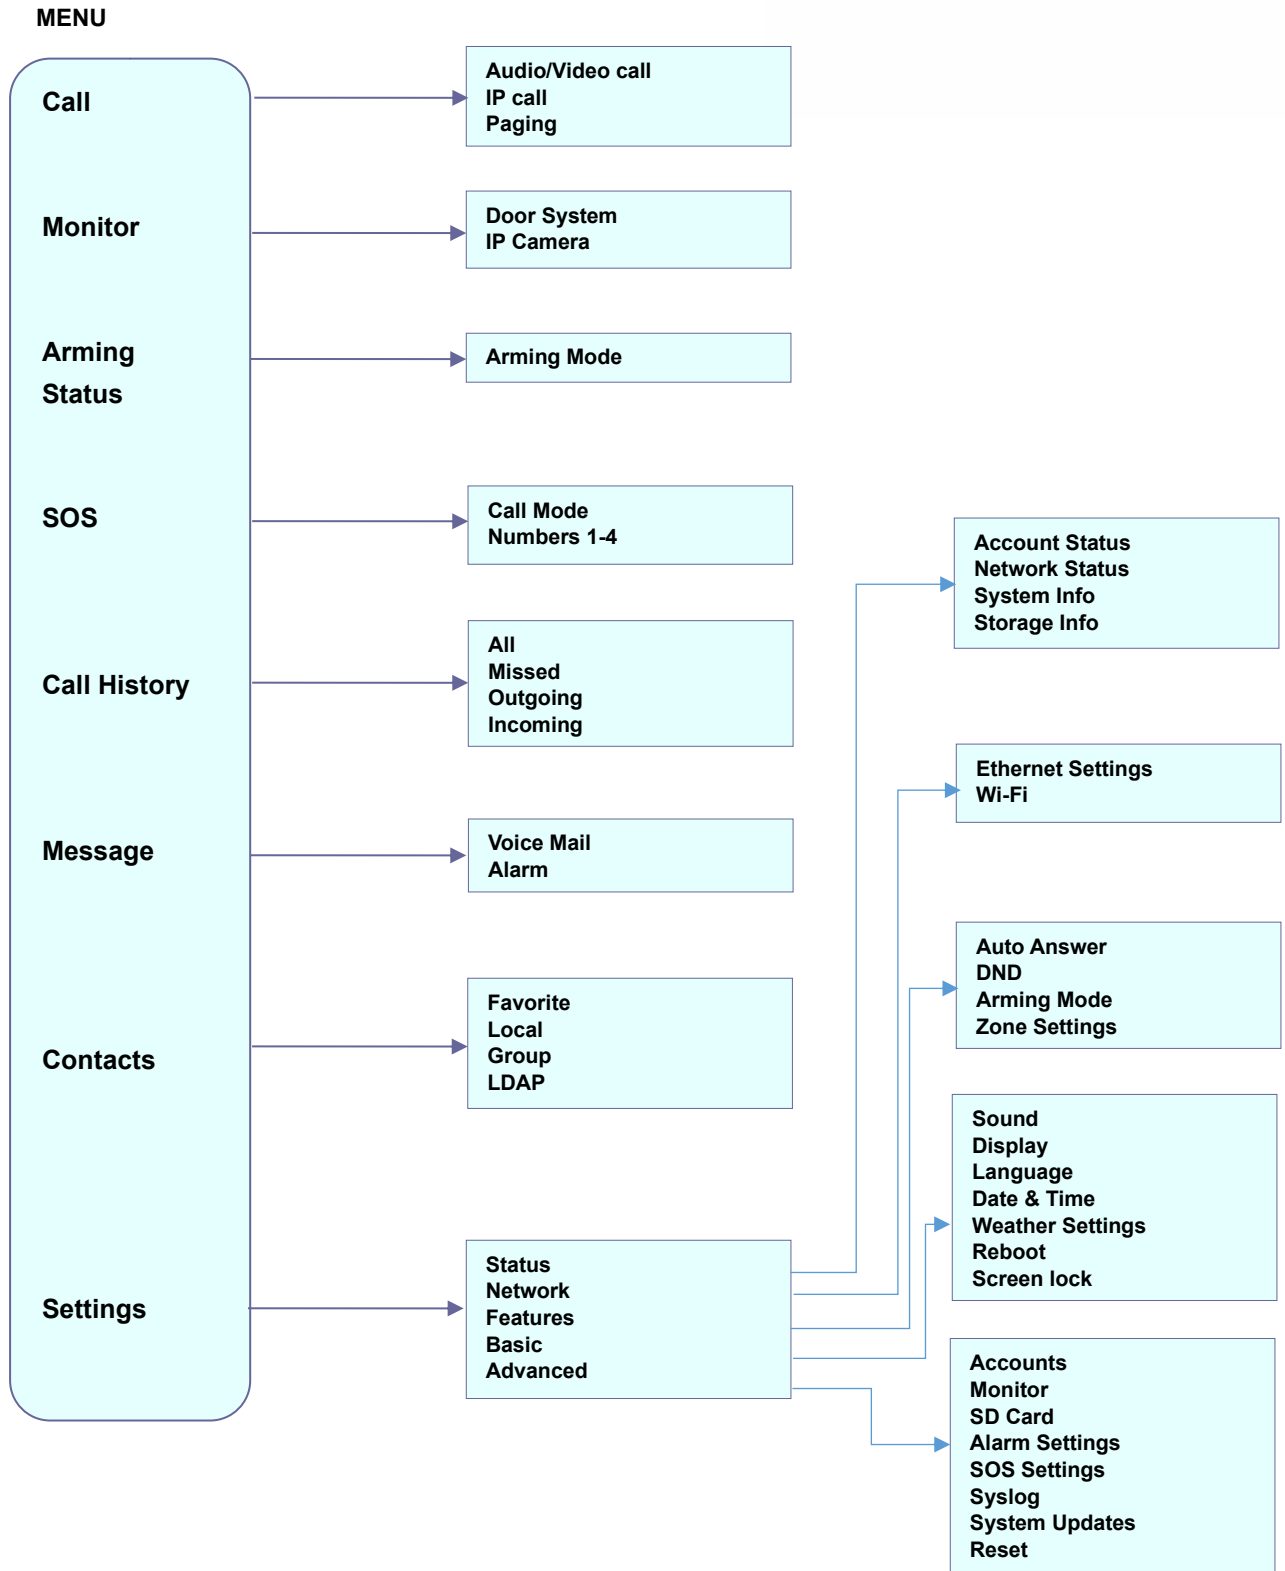 MENU
Call
Audio/Video call
IP call
Paging
Monitor
Door System
IP Camera
Arming
Status
Arming Mode
SOS
Call Mode
Numbers 1-4
Call History
All
Missed
Outgoing
Incoming
Message
Voice Mail
Alarm
Contacts
Favorite
Local
Group
LDAP
Settings
Status
Network
Features
Basic
Advanced
Account Status
Network Status
System Info
Storage Info
Ethernet Settings
Wi-Fi
Auto Answer
DND
Arming Mode
Zone Settings
Sound
Display
Language
Date & Time
Weather Settings
Reboot
Screen lock
Accounts
Monitor
SD Card
Alarm Settings
SOS Settings
Syslog
System Updates
Reset